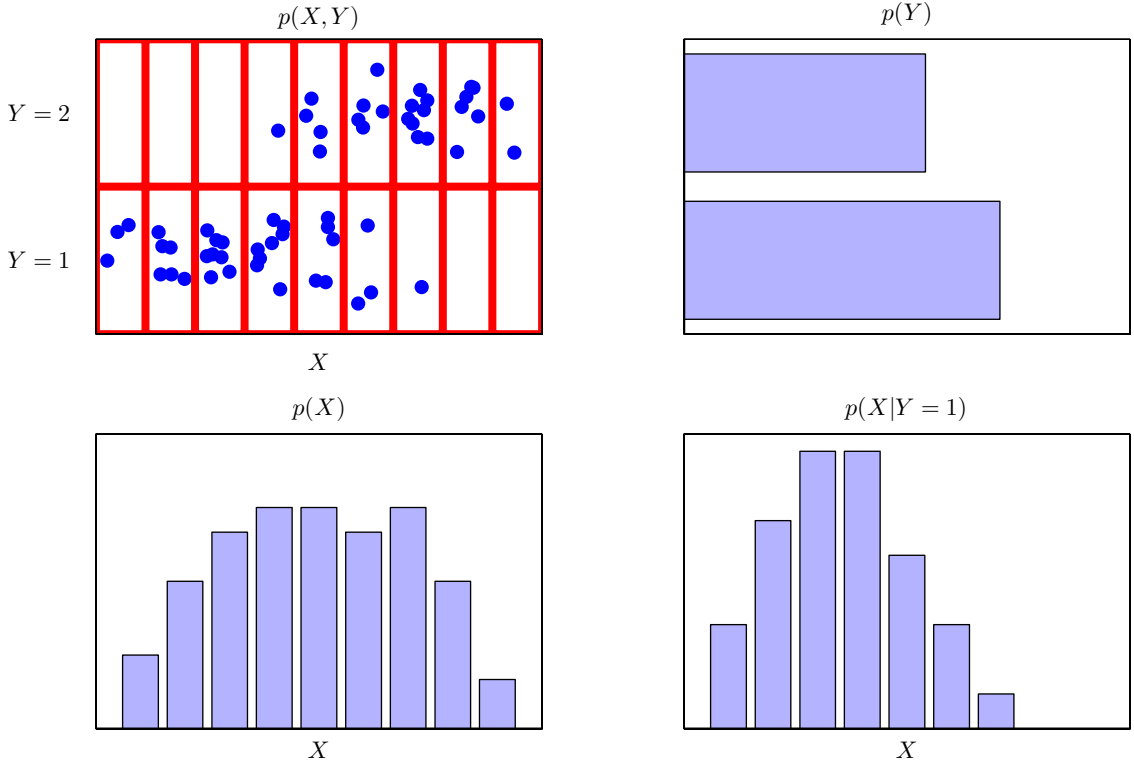 p(X, Y)
p(Y)
Y = 2
Y = 1
X
p(X)
p(X|Y = 1)
X
X